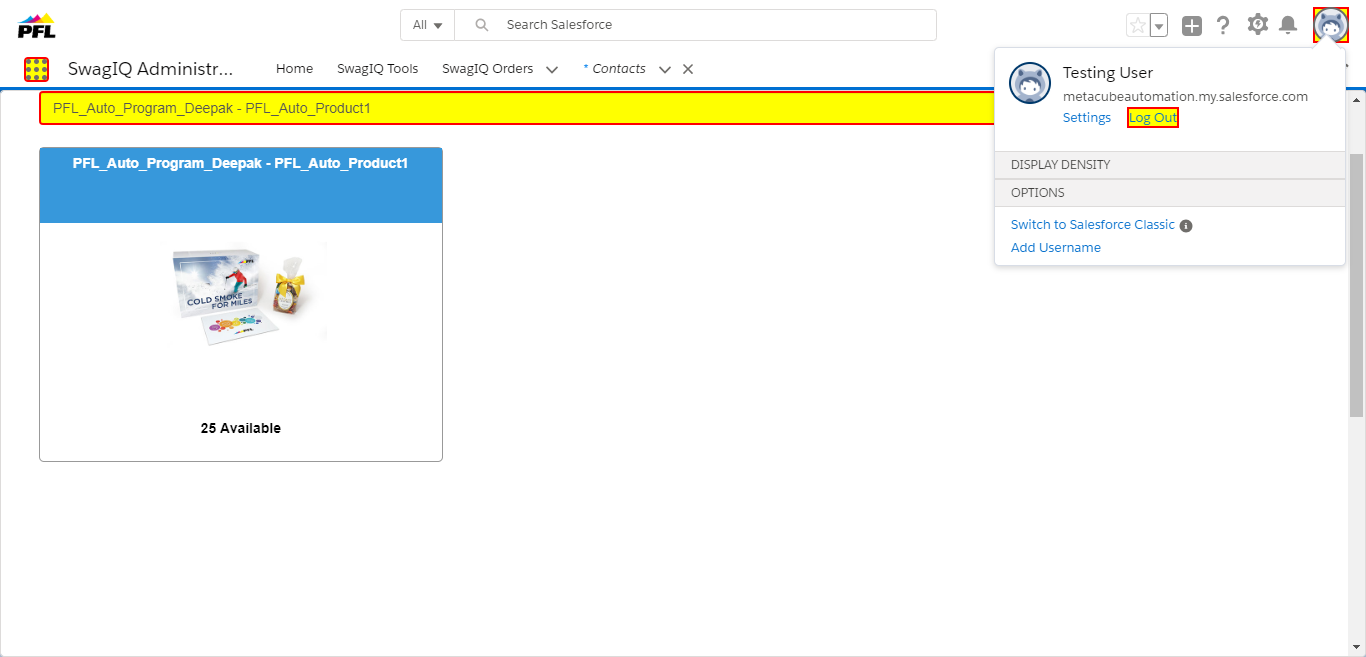 PFL
All
Search Salesforce
SwagIQ Administr...
Home
SwagIQ Tools
SwagIQ Orders
* Contacts
PFL_Auto_Program_Deepak - PFL_Auto_Product1
Testing User
metacubeautomation.my.salesforce.com
Settings
Log Out
DISPLAY DENSITY
OPTIONS
Switch to Salesforce Classic
Add Username
PFL_Auto_Program_Deepak - PFL_Auto_Product1
COLD SMOKE
FOR MILES
PFL
25 Available